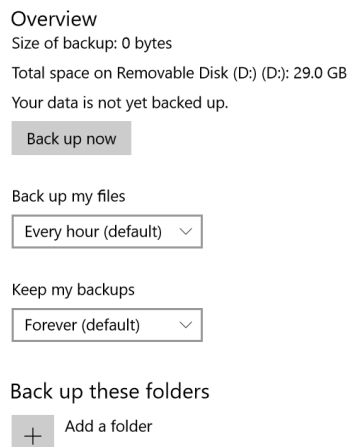 Overview
Size of backup: 0 bytes
Total space on Removable Disk (D:) (D:): 29.0 GB
Your data is not yet backed up.
Back up now
Back up my files
Every hour (default)
Keep my backups
Forever (default)
Back up these folders
Add a folder